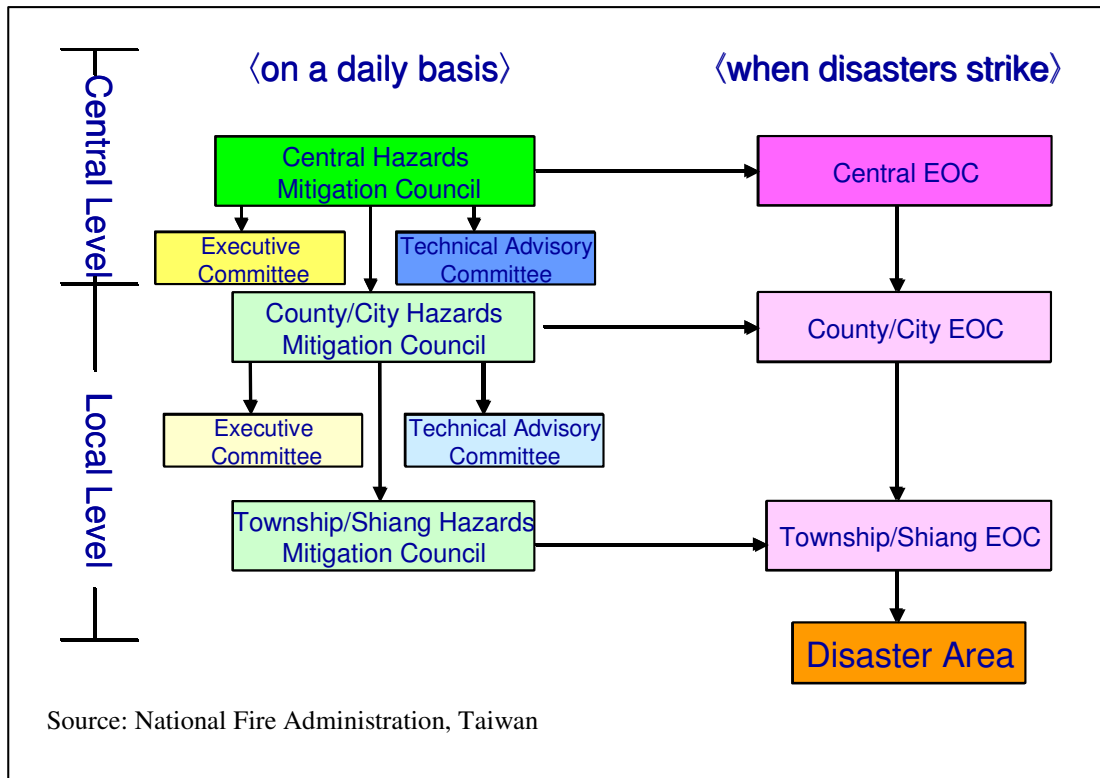 〈on a daily basis〉
〈when disasters strike〉
Central Level
Central Hazards
Mitigation Council
Central EOC
Executive
Committee
Technical Advisory
Committee
Local Level
County/City Hazards
Mitigation Council
County/City EOC
Executive
Committee
Technical Advisory
Committee
Township/Shiang Hazards
Mitigation Council
Township/Shiang EOC
Disaster Area
Source: National Fire Administration, Taiwan